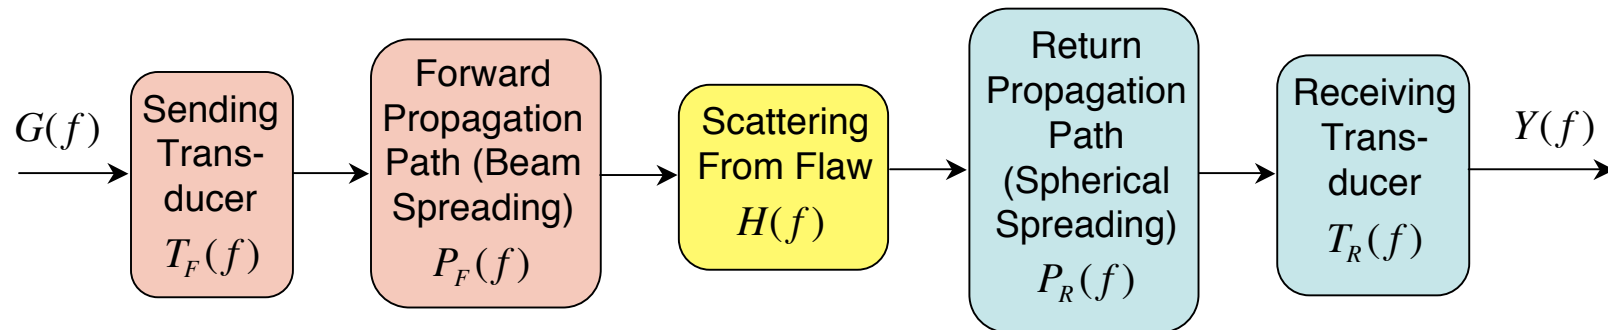 G(f)
Sending
Trans-
ducer
T_F(f)
Forward
Propagation
Path (Beam
Spreading)
P_F(f)
Scattering
From Flaw
H(f)
Return
Propagation
Path
(Spherical
Spreading)
P_R(f)
Receiving
Trans-
ducer
T_R(f)
Y(f)